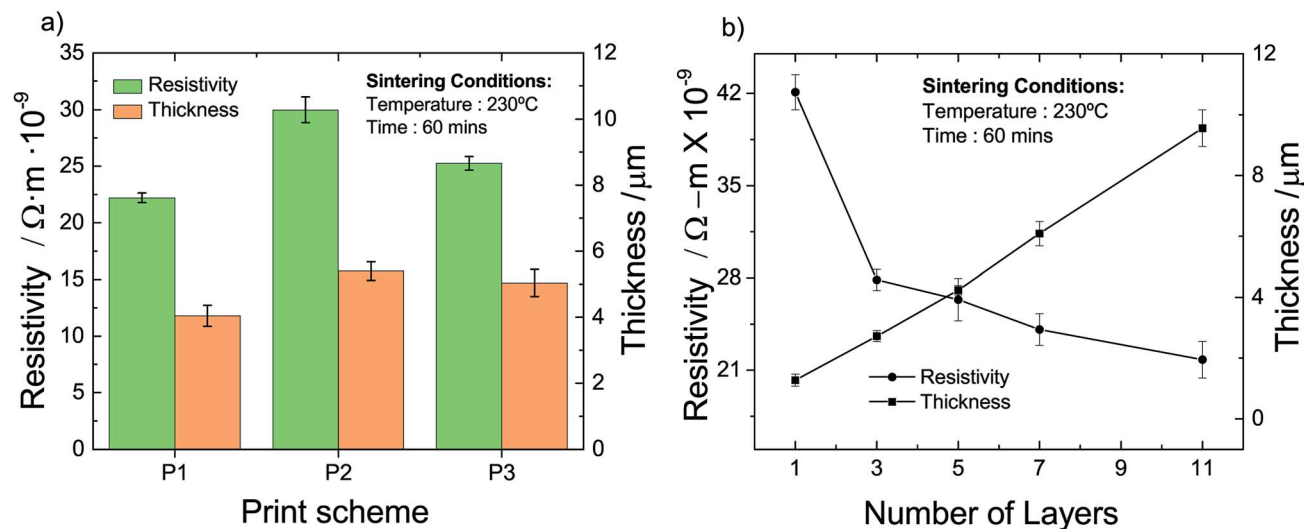 a)
35
30
25
20
15
10
5
0
Resistivity / Ω·m ·10⁻⁹
Resistivity
Thickness
Sintering Conditions:
Temperature : 230ºC
Time : 60 mins
12
10
8
6
4
2
0
Thickness /μm
P1 P2 P3
Print scheme
b)
42
35
28
21
Resistivity / Ω –m X 10⁻⁹
Sintering Conditions:
Temperature : 230ºC
Time : 60 mins
Resistivity
Thickness
12
8
4
0
Thickness /μm
1 3 5 7 9 11
Number of Layers